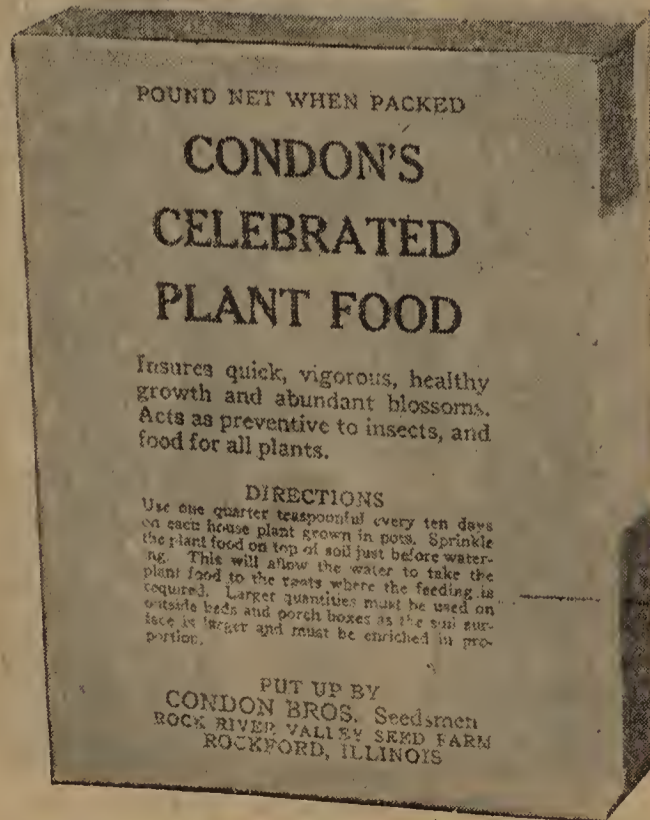 POUND NET WHEN PACKED
CONDON'S
CELEBRATED
PLANT FOOD
Insures quick, vigorous, healthy
growth and abundant blossoms.
Acts as preventive to insects, and
food for all plants.
DIRECTIONS
Use one quarter teaspoonful every ten days
on each house plant grown in pots. Sprinkle
the plant food on top of soil just before water-
ng. This will allow the water to take the
plant food to the roots where the feeding is
required. Larger quantities must be used on
outside beds and porch boxes as the soil sur-
face is larger and must be enriched in pro-
portion.
PUT UP BY
CONDON BROS. Seedsmen
ROCK RIVER VALLEY SEED FARM
ROCKFORD, ILLINOIS